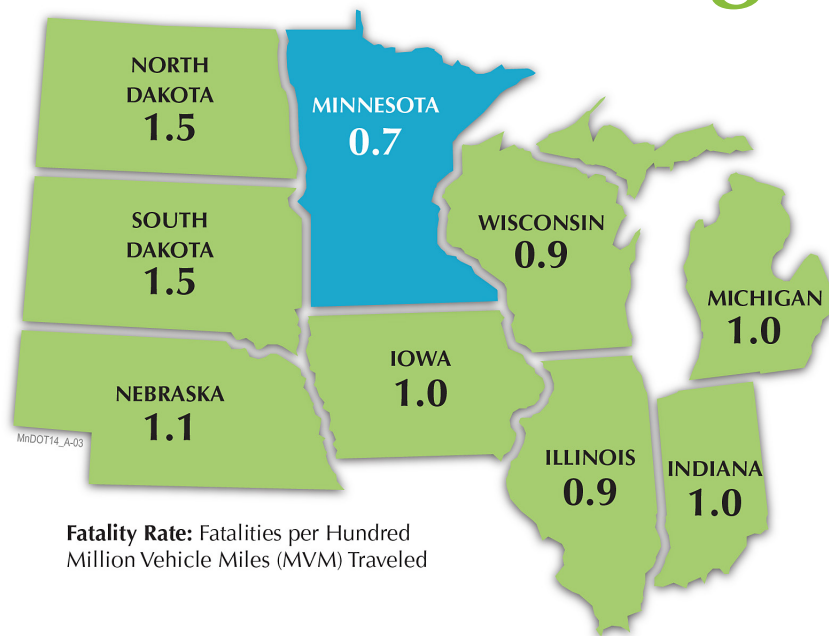 NORTH
DAKOTA
1.5
MINNESOTA
0.7
SOUTH
DAKOTA
1.5
WISCONSIN
0.9
MICHIGAN
1.0
NEBRASKA
1.1
IOWA
1.0
ILLINOIS
0.9
INDIANA
1.0
MnDOT14_A-03
Fatality Rate: Fatalities per Hundred
Million Vehicle Miles (MVM) Traveled